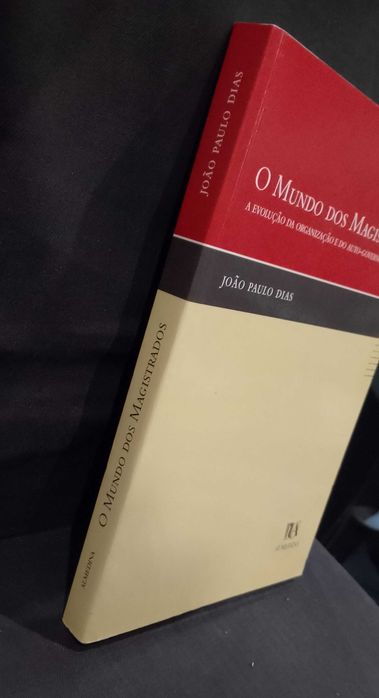 JOÃO PAULO DIAS
O MUNDO DOS MAGISTRADOS
ALMEDINA
O MUNDO DOS MAGIS
A EVOLUÇÃO DA ORGANIZAÇÃO E DO AUTO-GOVERN
JOÃO PAULO DIAS
ALMEDINA